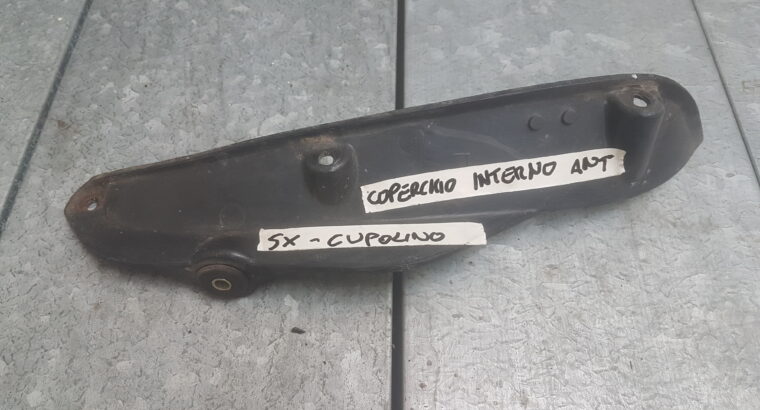 COPERCHIO INTERNO ANT
SX - CUPOLINO